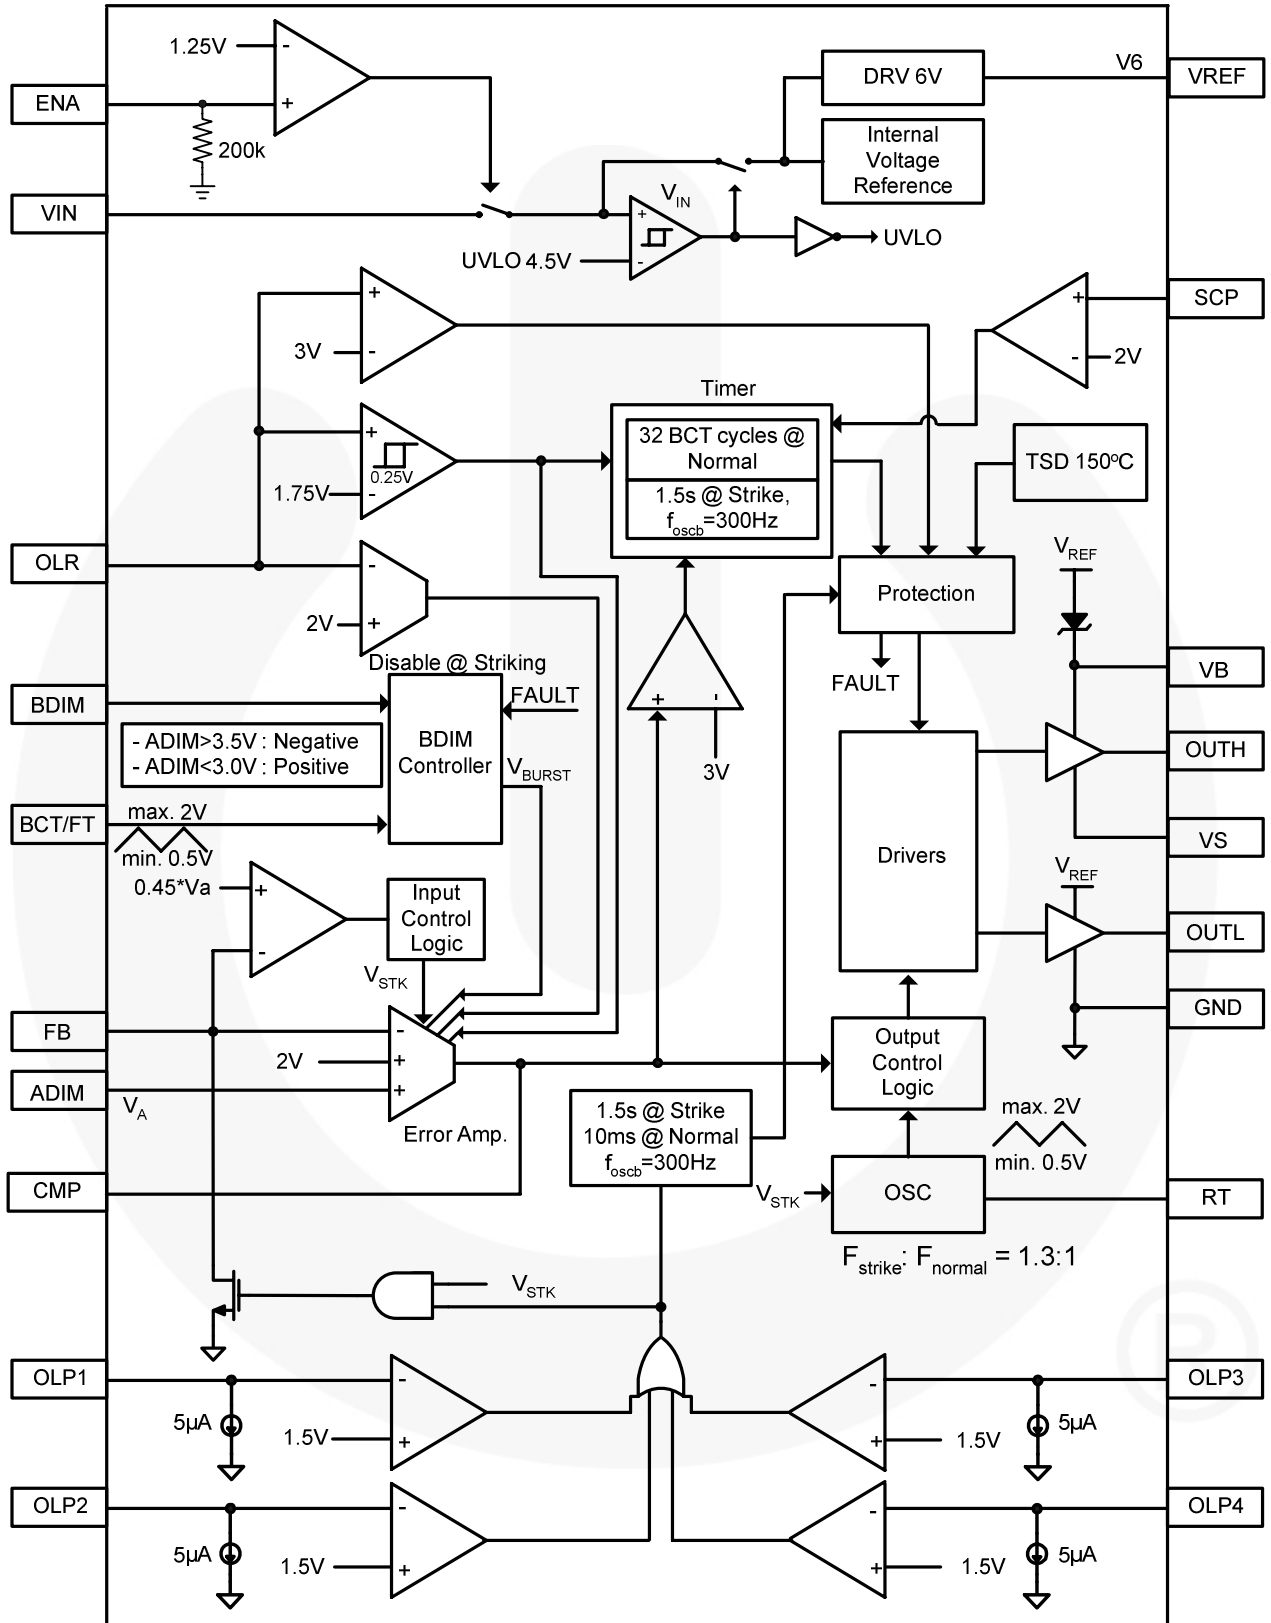 1.25V
-
+
ENA
200k
VIN
DRV 6V
V6
VREF
Internal
Voltage
Reference
VIN
+
-
UVLO 4.5V
UVLO
SCP
+
-
2V
+
3V
-
Timer
32 BCT cycles @
Normal
1.5s @ Strike,
foscb=300Hz
+
0.25V
1.75V
-
TSD 150oC
OLR
-
2V
+
Protection
FAULT
VREF
VB
Disable @ Striking
BDIM
FAULT
- ADIM>3.5V : Negative
- ADIM<3.0V : Positive
BDIM
Controller
VBURST
+
-
3V
OUTH
BCT/FT
max. 2V
min. 0.5V
VS
Drivers
0.45*Va
+
-
Input
Control
Logic
VREF
OUTL
VSTK
GND
FB
-
2V
+
ADIM
+
VA
Error Amp.
Output
Control
Logic
1.5s @ Strike
10ms @ Normal
foscb=300Hz
max. 2V
min. 0.5V
CMP
VSTK
OSC
RT
Fstrike: Fnormal = 1.3:1
VSTK
OLP1
-
5µA
1.5V
+
OLP3
-
5µA
1.5V
+
OLP2
-
5µA
1.5V
+
OLP4
-
5µA
1.5V
+
®